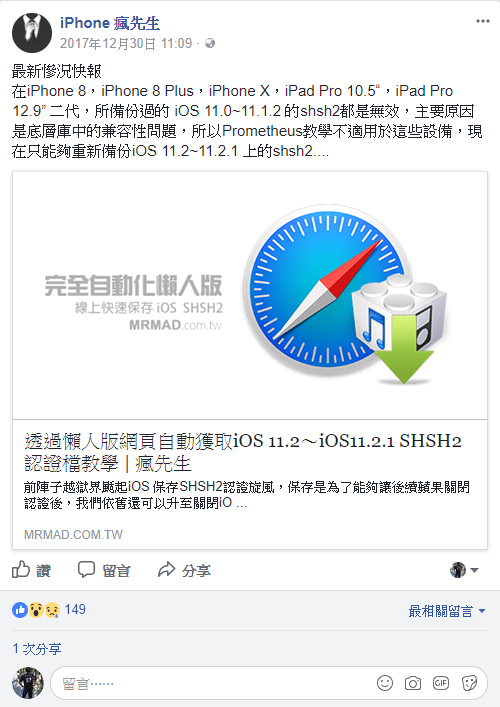 iPhone 瘋先生
2017年12月30日 11:09 ·
最新慘況快報
在iPhone 8，iPhone 8 Plus，iPhone X，iPad Pro 10.5“，iPad Pro
12.9” 二代，所備份過的 iOS 11.0~11.1.2 的shsh2都是無效，主要原因
是底層庫中的兼容性問題，所以Prometheus教學不適用於這些設備，現
在只能夠重新備份iOS 11.2~11.2.1 上的shsh2....
完全自動化懶人版
線上快速保存 iOS SHSH2
MRMAD.com.tw
透過懶人版網頁自動獲取iOS 11.2～iOS11.2.1 SHSH2
認證檔教學 | 瘋先生
前陣子越獄界颳起iOS 保存SHSH2認證旋風，保存是為了能夠讓後續蘋果關閉
認證後，我們依舊還可以升至關閉iO ...
MRMAD.COM.TW
讚 留言 分享
149 最相關留言
1 次分享
留言······
GIF